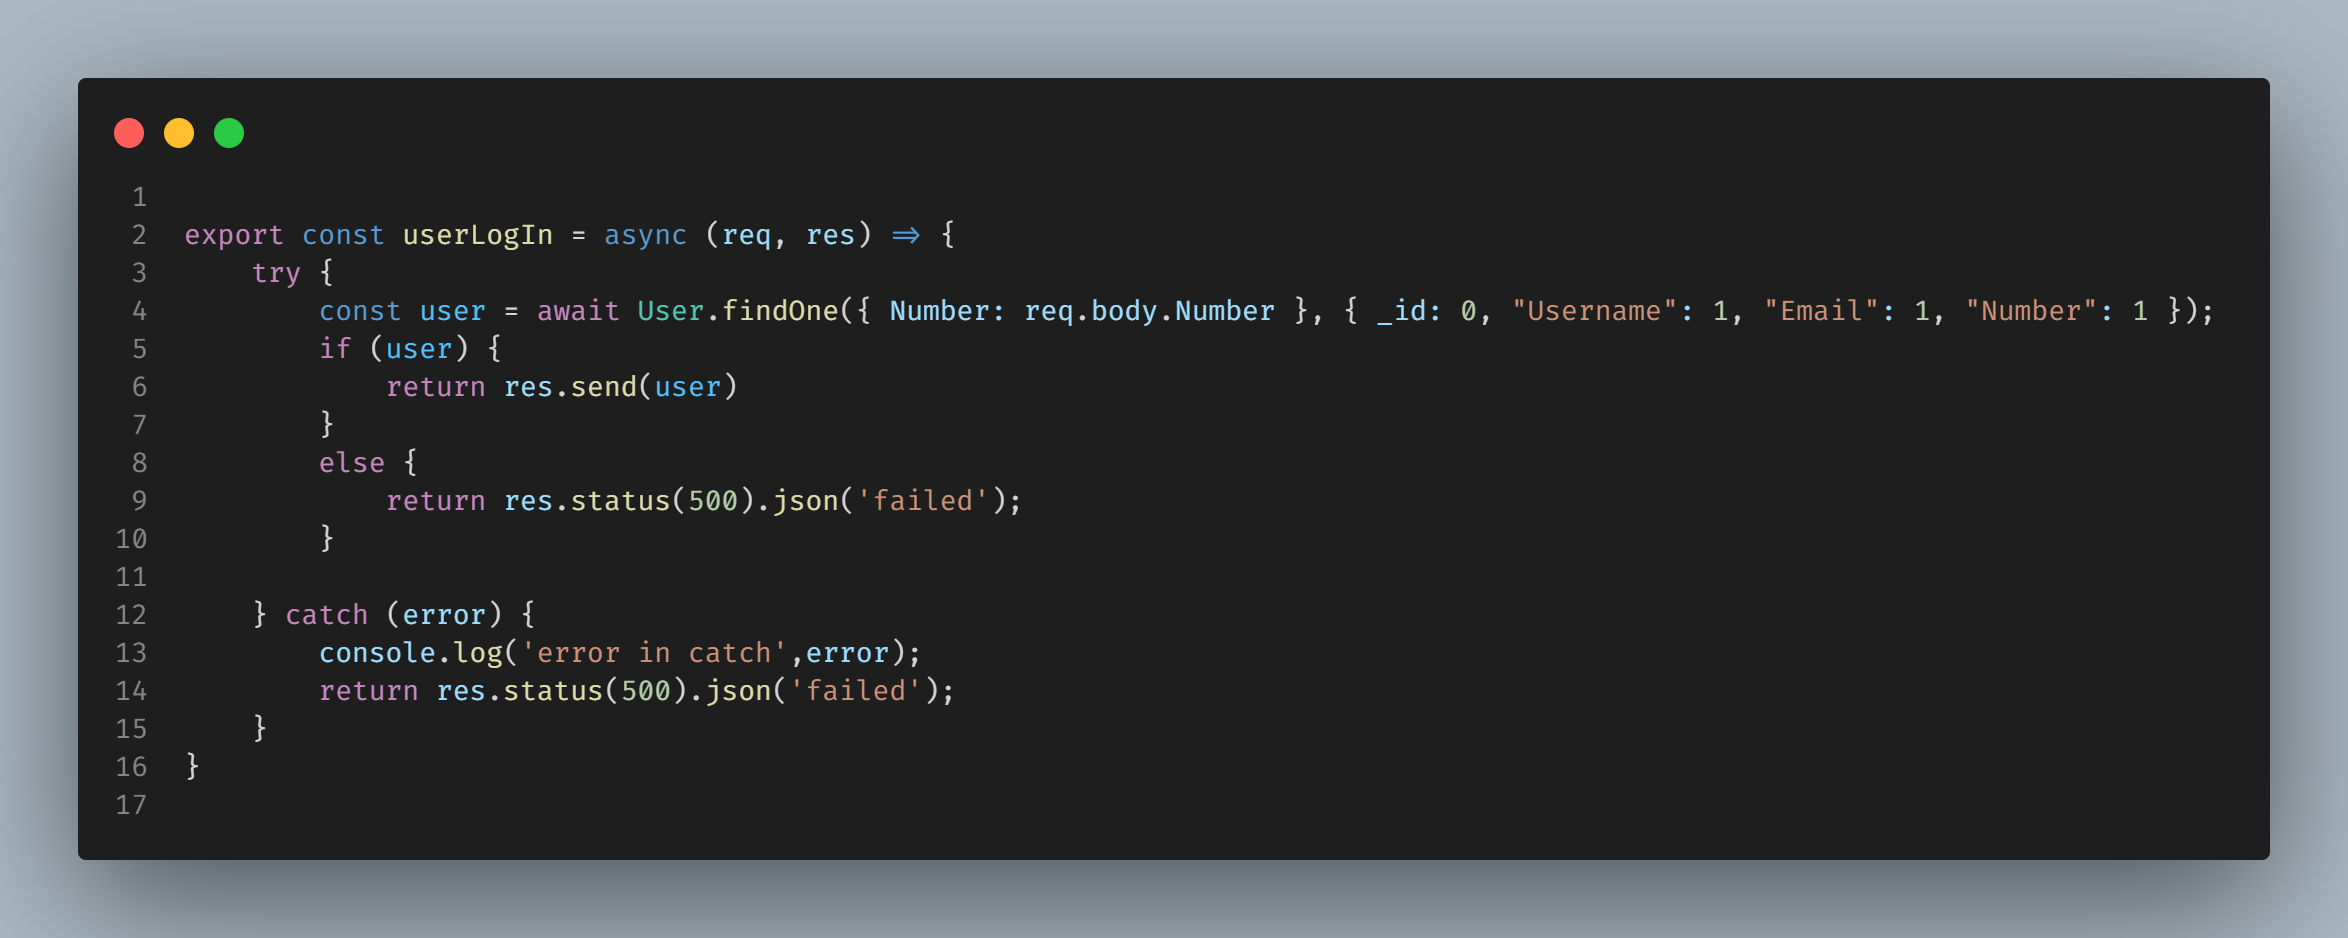 1
2 export const userLogIn = async (req, res) => {
3     try {
4         const user = await User.findOne({ Number: req.body.Number }, { _id: 0, "Username": 1, "Email": 1, "Number": 1 });
5         if (user) {
6             return res.send(user)
7         }
8         else {
9             return res.status(500).json('failed');
10         }
11
12     } catch (error) {
13         console.log('error in catch',error);
14         return res.status(500).json('failed');
15     }
16 }
17